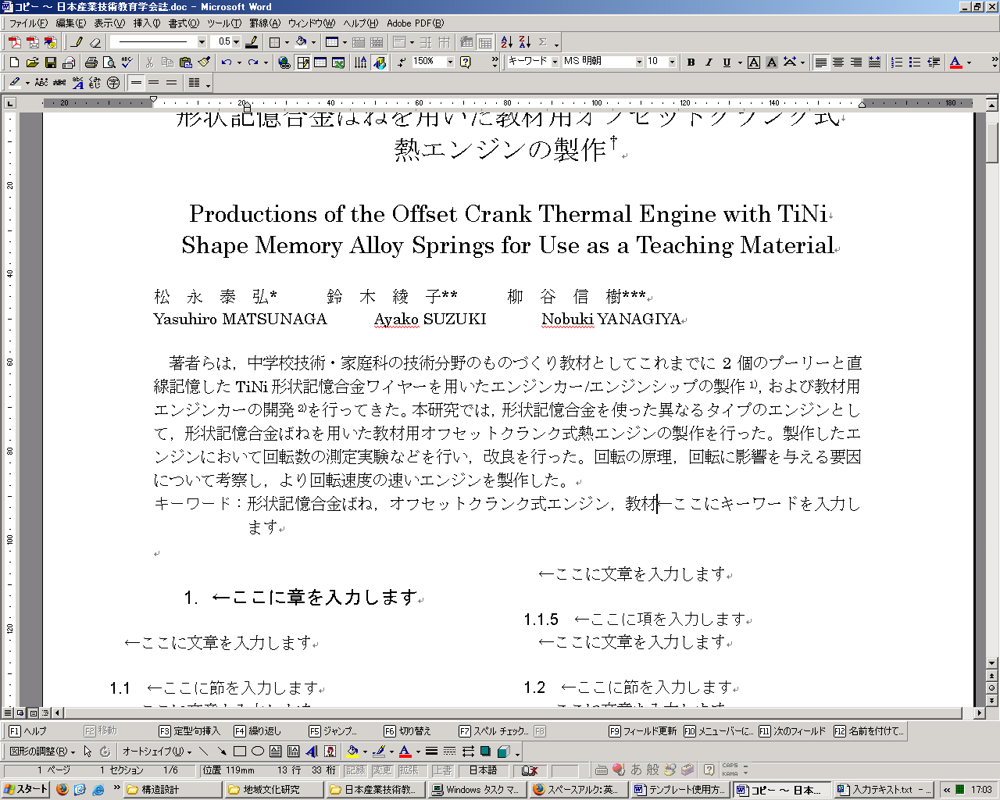 コピー ～ 日本産業技術教育学会誌.doc - Microsoft Word
ファイル(F) 編集(E) 表示(V) 挿入(I) 書式(O) ツール(T) 罫線(A) ウィンドウ(W) ヘルプ(H) Adobe PDF(B)
0.5
150% キーワード MS 明朝 10 B I U A A A
20 20 40 60 80 100 120 140 180
形状記憶合金ばねを用いた教材用オフセットクランク式
熱エンジンの製作†
Productions of the Offset Crank Thermal Engine with TiNi
Shape Memory Alloy Springs for Use as a Teaching Material
松 永 泰 弘* 鈴 木 綾 子** 柳 谷 信 樹***
Yasuhiro MATSUNAGA Ayako SUZUKI Nobuki YANAGIYA
著者らは，中学校技術・家庭科の技術分野のものづくり教材としてこれまでに 2 個のプーリーと直
線記憶した TiNi 形状記憶合金ワイヤーを用いたエンジンカー/エンジンシップの製作 1)，および教材用
エンジンカーの開発 2)を行ってきた。本研究では，形状記憶合金を使った異なるタイプのエンジンとし
て，形状記憶合金ばねを用いた教材用オフセットクランク式熱エンジンの製作を行った。製作したエ
ンジンにおいて回転数の測定実験などを行い，改良を行った。回転の原理，回転に影響を与える要因
について考察し，より回転速度の速いエンジンを製作した。
キーワード：形状記憶合金ばね，オフセットクランク式エンジン，教材←ここにキーワードを入力し
ます
1. ←ここに章を入力します
←ここに文章を入力します
1.1 ←ここに節を入力します
←ここに文章を入力します
1.1.5 ←ここに項を入力します
←ここに文章を入力します
1.2 ←ここに節を入力します
20
40
60
80
100
120
F1 ヘルプ F2 移動 F3 定型句挿入 F4 繰り返し F5 ジャンプ... F6 切り替え F7 スペル チェック... F8 F9 フィールド更新 F10 メニューバーに... F11 次のフィールド F12 名前を付けて...
図形の調整(R) オートシェイプ(U)
1 ページ 1 セクション 1/6 位置 119mm 13 行 33 桁 記録 変更 拡張 上書 日本語 あ 般 CAPS KANA
スタート 構造設計 地域文化研究 日本産業技術教... Windows タスク マ... スペースアルク: 英... テンプレート使用方... コピー ～ 日本... 入力テキスト.txt - ... 17:03